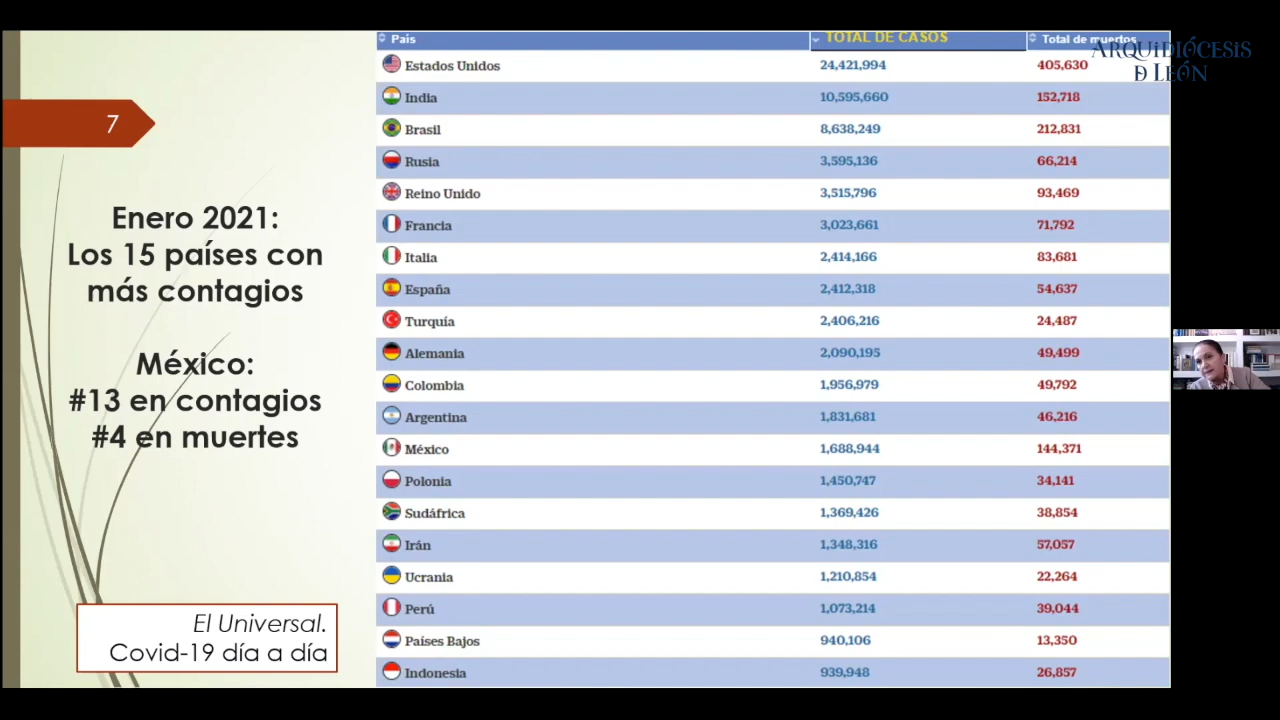 7
Enero 2021:
Los 15 países con
más contagios
México:
#13 en contagios
#4 en muertes
El Universal.
Covid-19 día a día
País TOTAL DE CASOS Total de muertos
Estados Unidos 24,421,994 405,630
India 10,595,660 152,718
Brasil 8,638,249 212,831
Rusia 3,595,136 66,214
Reino Unido 3,515,796 93,469
Francia 3,023,661 71,792
Italia 2,414,166 83,681
España 2,412,318 54,637
Turquía 2,406,216 24,487
Alemania 2,090,195 49,499
Colombia 1,956,979 49,792
Argentina 1,831,681 46,216
México 1,688,944 144,371
Polonia 1,450,747 34,141
Sudáfrica 1,369,426 38,854
Irán 1,348,316 57,057
Ucrania 1,210,854 22,264
Perú 1,073,214 39,044
Países Bajos 940,106 13,350
Indonesia 939,948 26,857
ARQUIDIÓCESIS
DE LEÓN